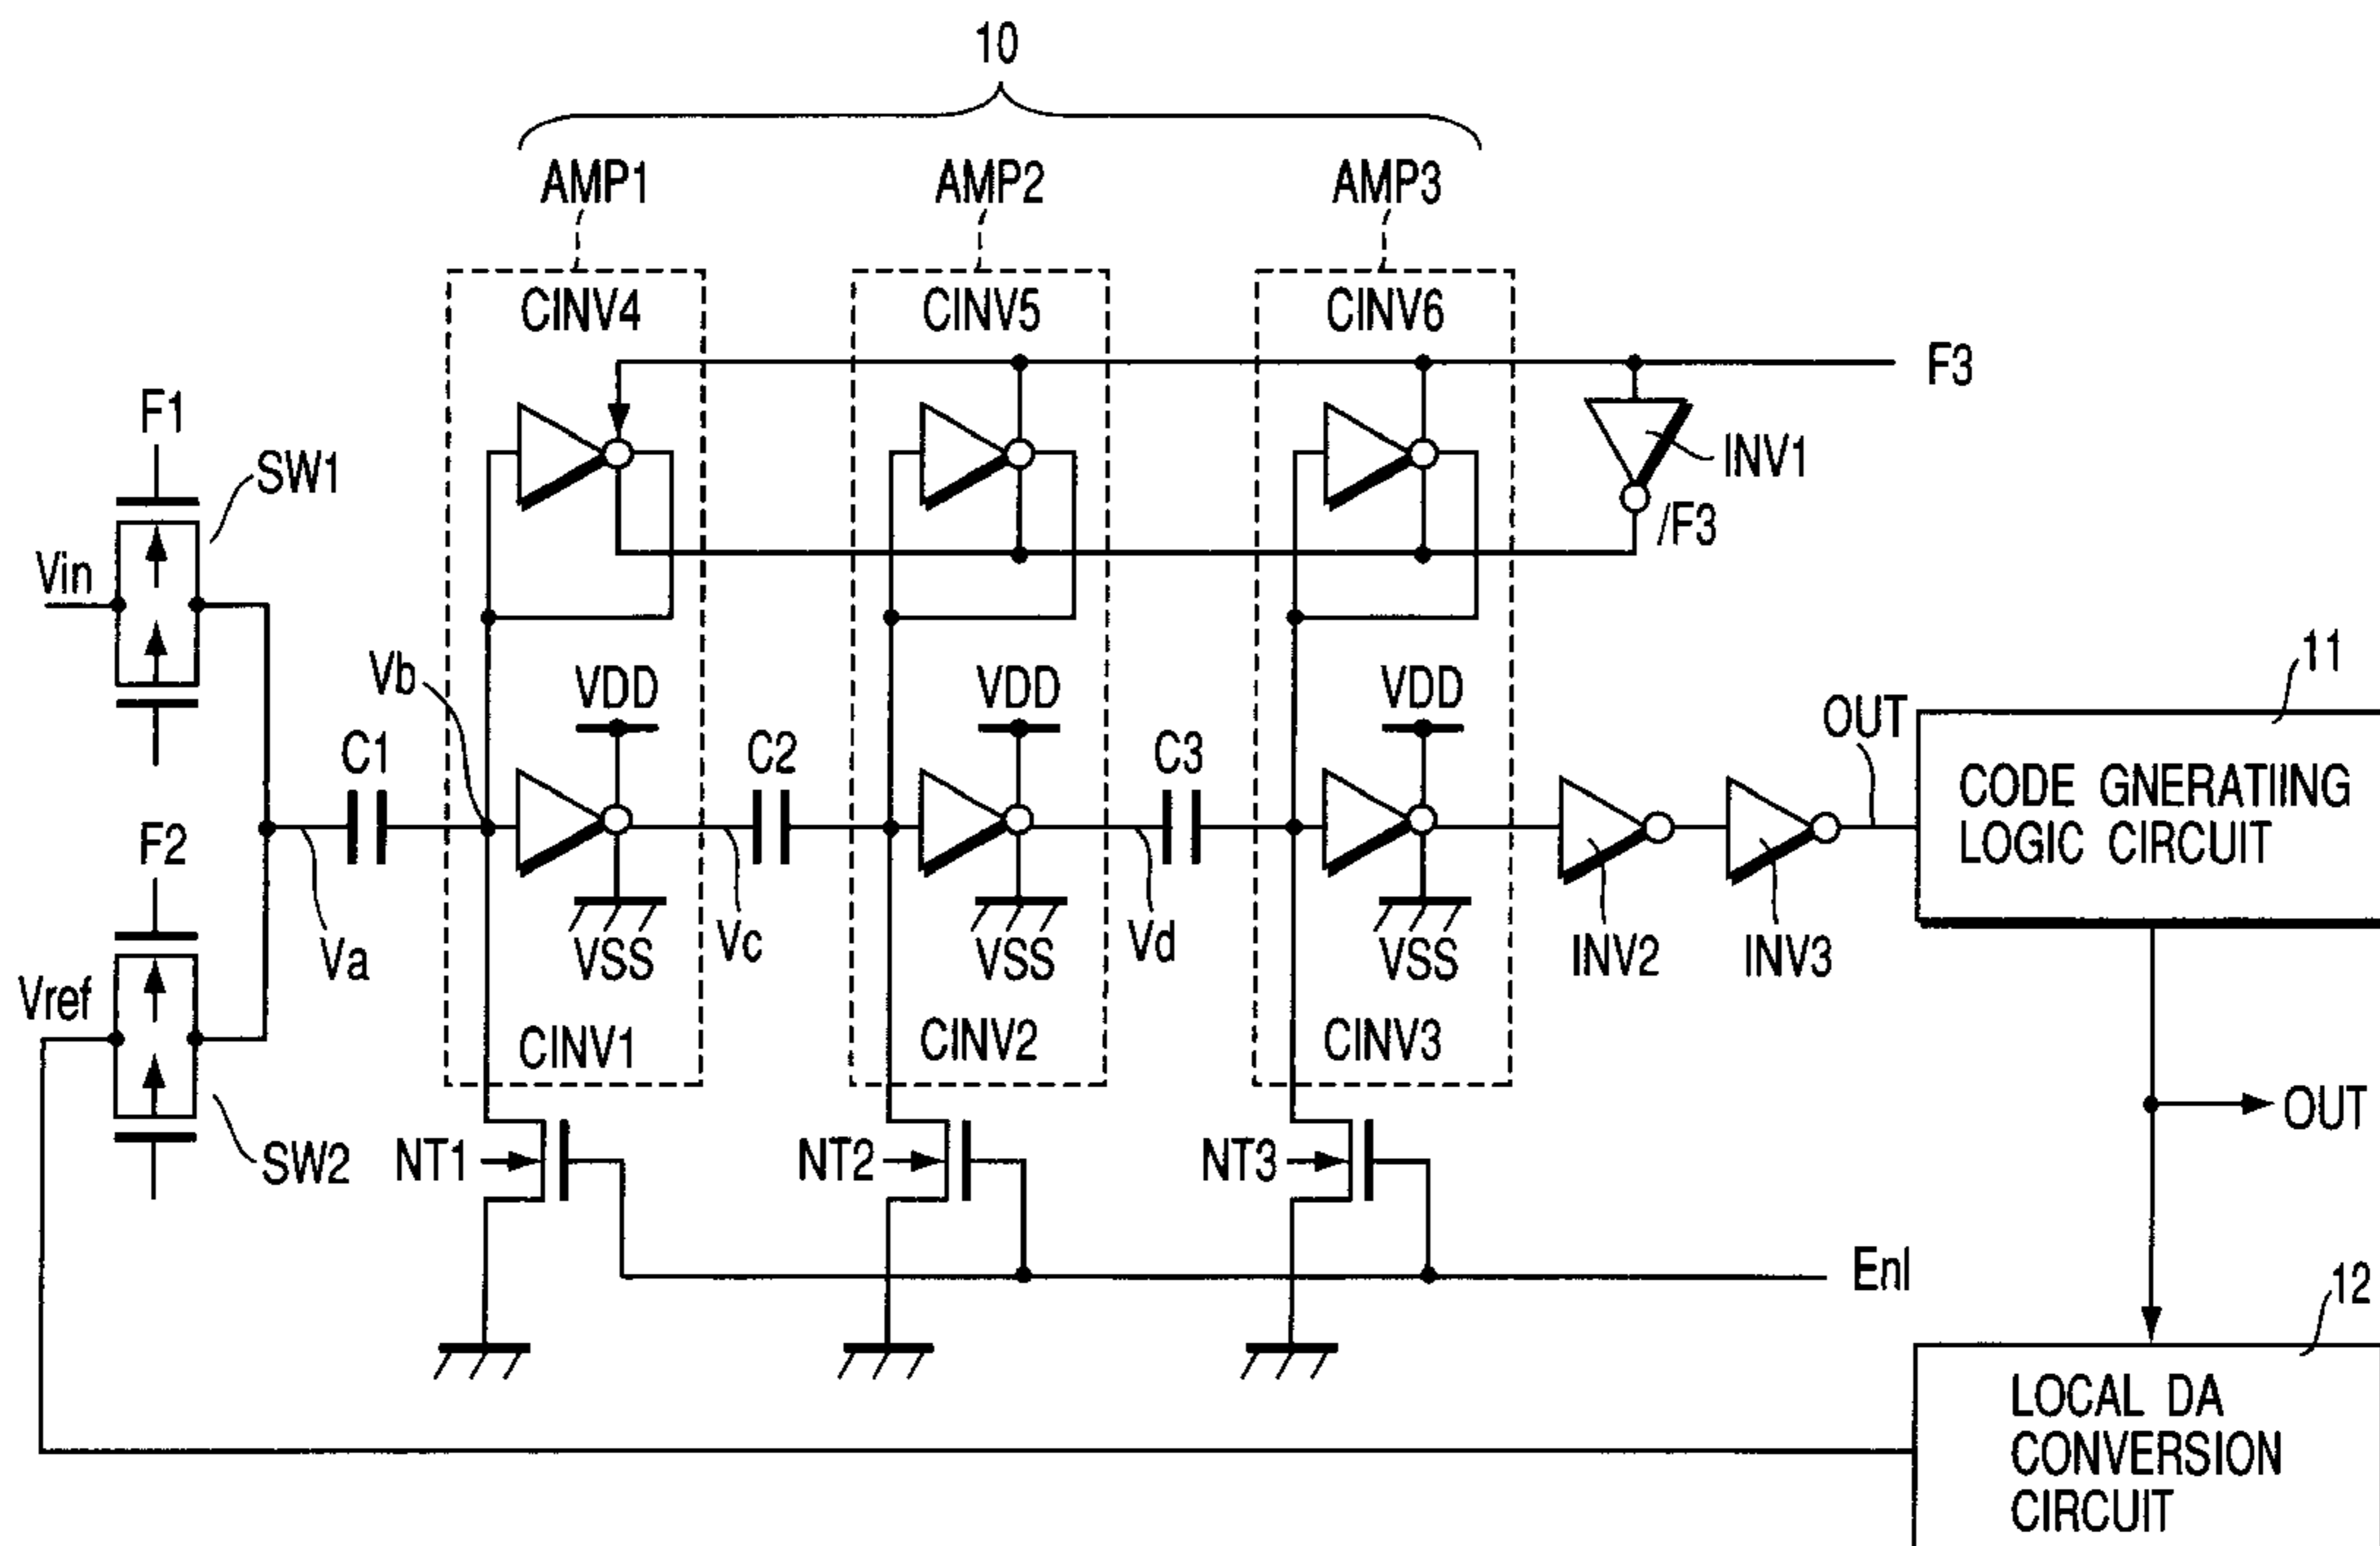 10
AMP1 AMP2 AMP3
CINV4 CINV5 CINV6
F3
F1
SW1
INV1
/F3
Vin
Vb
VDD VDD VDD
C1 C2 C3
11
OUT
CODE GNERATIING
LOGIC CIRCUIT
F2
Va
Vc
Vd
VSS VSS VSS
INV2 INV3
Vref
CINV1 CINV2 CINV3
SW2
NT1 NT2 NT3
OUT
Enl
12
LOCAL DA
CONVERSION
CIRCUIT